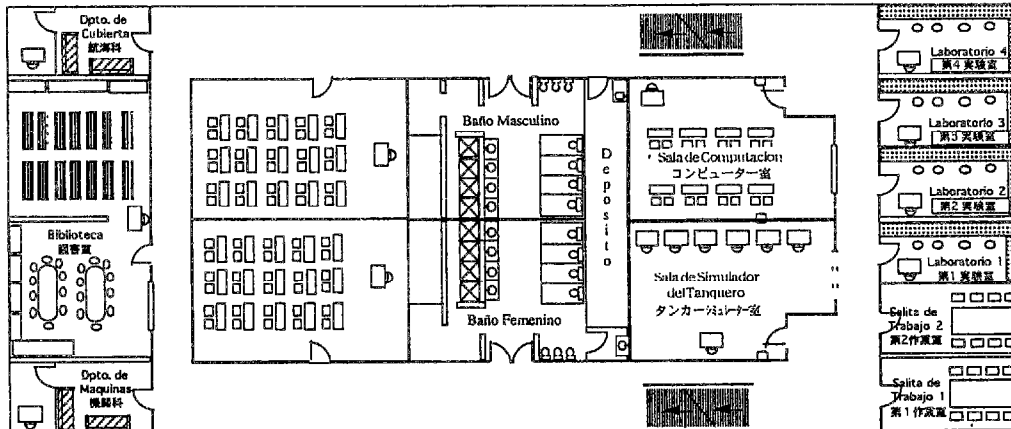 Dpto. de
Cubierta
航海科
Biblioteca
図書室
Dpto. de
Maquinas
機関科
Baño Masculino
Baño Femenino
Deposito
Sala de Computacion
コンピューター室
Sala de Simulador
del Tanquero
タンカーシミュレーター室
Laboratorio 4
第4実験室
Laboratorio 3
第3実験室
Laboratorio 2
第2実験室
Laboratorio 1
第1実験室
Salita de
Trabajo 2
第2作業室
Salita de
Trabajo 1
第1作業室